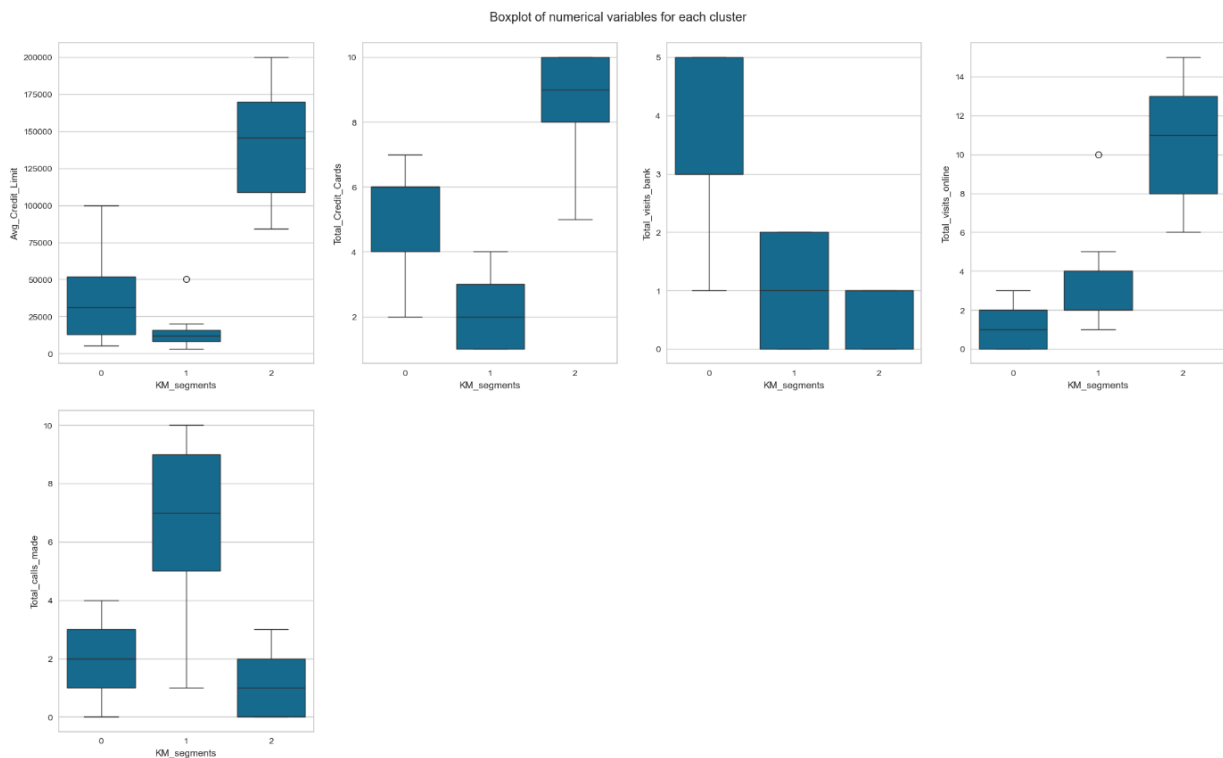 Boxplot of numerical variables for each cluster
Avg_Credit_Limit
200000
175000
150000
125000
100000
75000
50000
25000
0
0 1 2
KM_segments
Total_Credit_Cards
10
8
6
4
2
0 1 2
KM_segments
Total_visits_bank
5
4
3
2
1
0
0 1 2
KM_segments
Total_visits_online
14
12
10
8
6
4
2
0
0 1 2
KM_segments
Total_calls_made
10
8
6
4
2
0
0 1 2
KM_segments